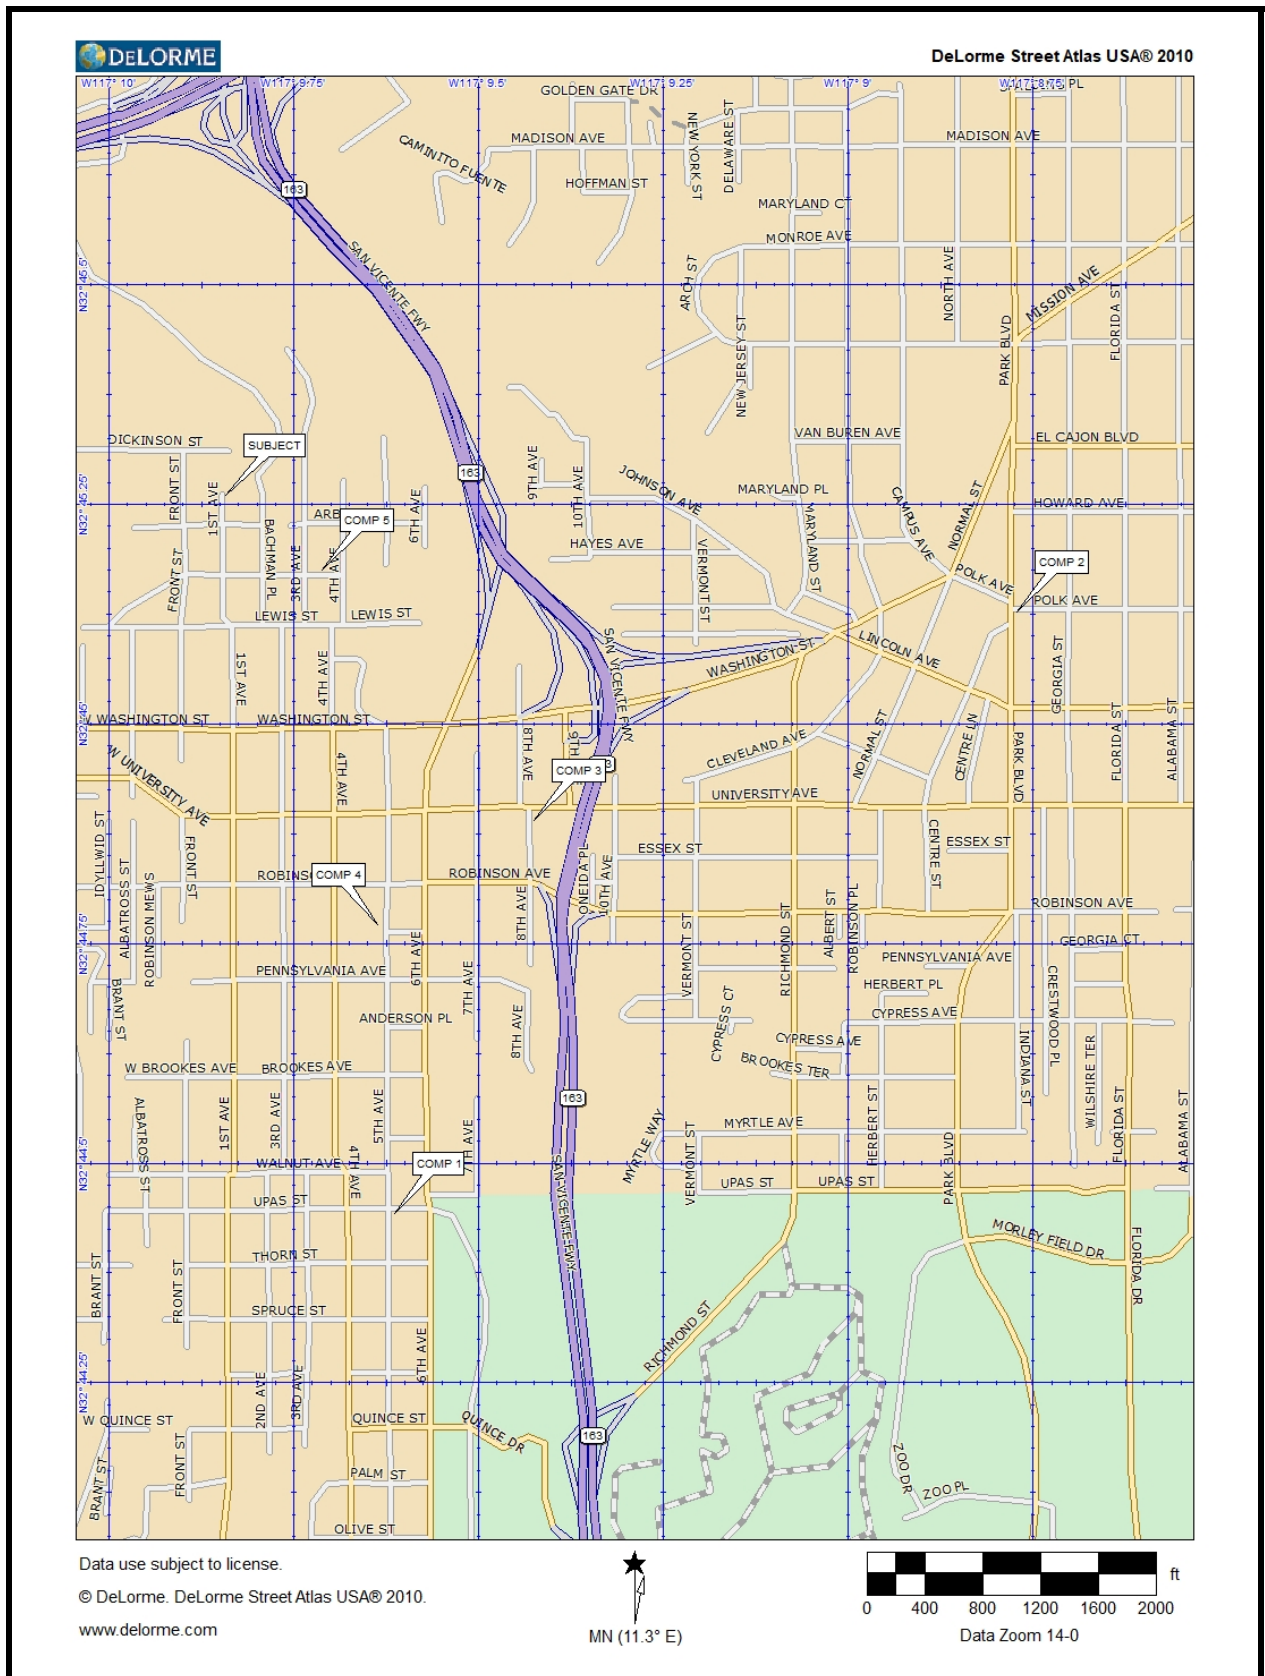 DELORME
DeLorme Street Atlas USA® 2010
W117° 10'
W117° 9.75'
W117° 9.5'
W117° 9.25'
W117° 9'
W117° 8.75'
GOLDEN GATE DR
MADISON AVE
MADISON AVE
CAMINITO FUENTE
HOFFMAN ST
NEW YORK ST
DELAWARE ST
163
MARYLAND CT
MONROE AVE
SAN VICENTE FWY
ARCH ST
NORTH AVE
MISSION AVE
FLORIDA ST
N32° 45.5'
NEW JERSEY ST
PARK BLVD
DICKINSON ST
SUBJECT
VAN BUREN AVE
EL CAJON BLVD
163
FRONT ST
1ST AVE
6TH AVE
9TH AVE
10TH AVE
JOHNSON AVE
MARYLAND PL
CAMPUS AVE
NORMAL ST
HOWARD AVE
N32° 45.25'
ARB
COMP 5
BACHMAN PL
3RD AVE
4TH AVE
FRONT ST
HAYES AVE
VERMONT ST
MARYLAND ST
POLK AVE
COMP 2
POLK AVE
LEWIS ST
LEWIS ST
1ST AVE
4TH AVE
SAN VICENTE FWY
WASHINGTON ST
LINCOLN AVE
GEORGIA ST
N32° 45'
W WASHINGTON ST
WASHINGTON ST
W UNIVERSITY AVE
4TH AVE
8TH AVE
9TH
COMP 3
3
CLEVELAND AVE
NORMAL ST
CENTRE LN
PARK BLVD
FLORIDA ST
ALABAMA ST
UNIVERSITY AVE
IDYLLWID ST
ALBATROSS ST
ROBINSON MEWS
FRONT ST
ESSEX ST
CENTRE ST
ESSEX ST
ROBINS
COMP 4
ROBINSON AVE
8TH AVE
ONEIDA PL
10TH AVE
VERMONT ST
RICHMOND ST
ALBERT ST
ROBINSON PL
ROBINSON AVE
N32° 44.75'
GEORGIA CT
PENNSYLVANIA AVE
PENNSYLVANIA AVE
6TH AVE
7TH AVE
BRANT ST
HERBERT PL
CRESTWOOD PL
ANDERSON PL
8TH AVE
CYPRESS CT
CYPRESS AVE
CYPRESS AVE
BROOKES TER
INDIANA ST
WILSHIRE TER
W BROOKES AVE
BROOKES AVE
163
ALBATROSS ST
1ST AVE
3RD AVE
5TH AVE
4TH AVE
7TH AVE
MYRTLE WAY
VERMONT ST
MYRTLE AVE
HERBERT ST
PARK BLVD
FLORIDA ST
ALABAMA ST
N32° 44.5'
WALNUT AVE
COMP 1
UPAS ST
UPAS ST
UPAS ST
SAN VICENTE FWY
THORN ST
BRANT ST
FRONT ST
SPRUCE ST
MORLEY FIELD DR
FLORIDA DR
RICHMOND ST
N32° 44.25'
6TH AVE
2ND AVE
3RD AVE
W QUINCE ST
QUINCE ST
QUINCE DR
163
FRONT ST
BRANT ST
PALM ST
OLIVE ST
ZOO DR
ZOO PL
Data use subject to license.
© DeLorme. DeLorme Street Atlas USA® 2010.
www.delorme.com
MN (11.3° E)
ft
0 400 800 1200 1600 2000
Data Zoom 14-0